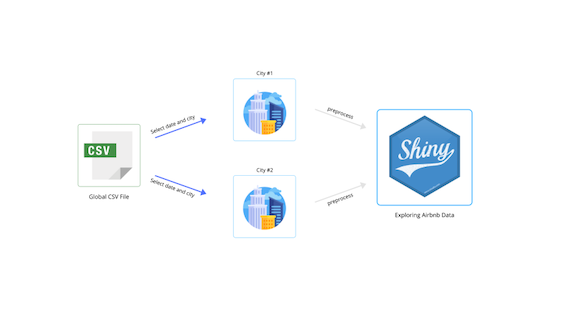 City #1
Select date and city
preprocess
CSV
Shiny
Global CSV File
City #2
Select date and city
preprocess
Exploring Airbnb Data